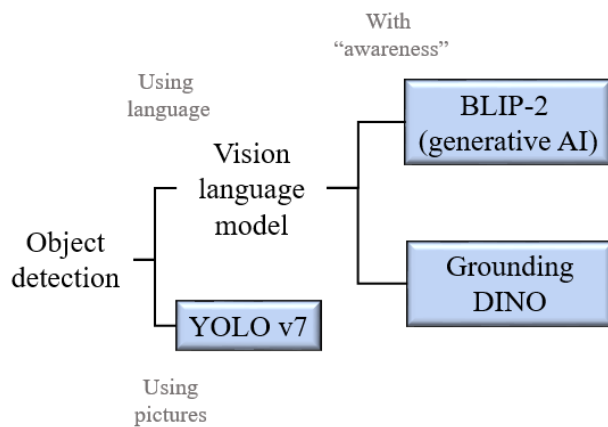 With
“awareness”
Using
language
BLIP-2
(generative AI)
Vision
language
model
Object
detection
Grounding
DINO
YOLO v7
Using
pictures